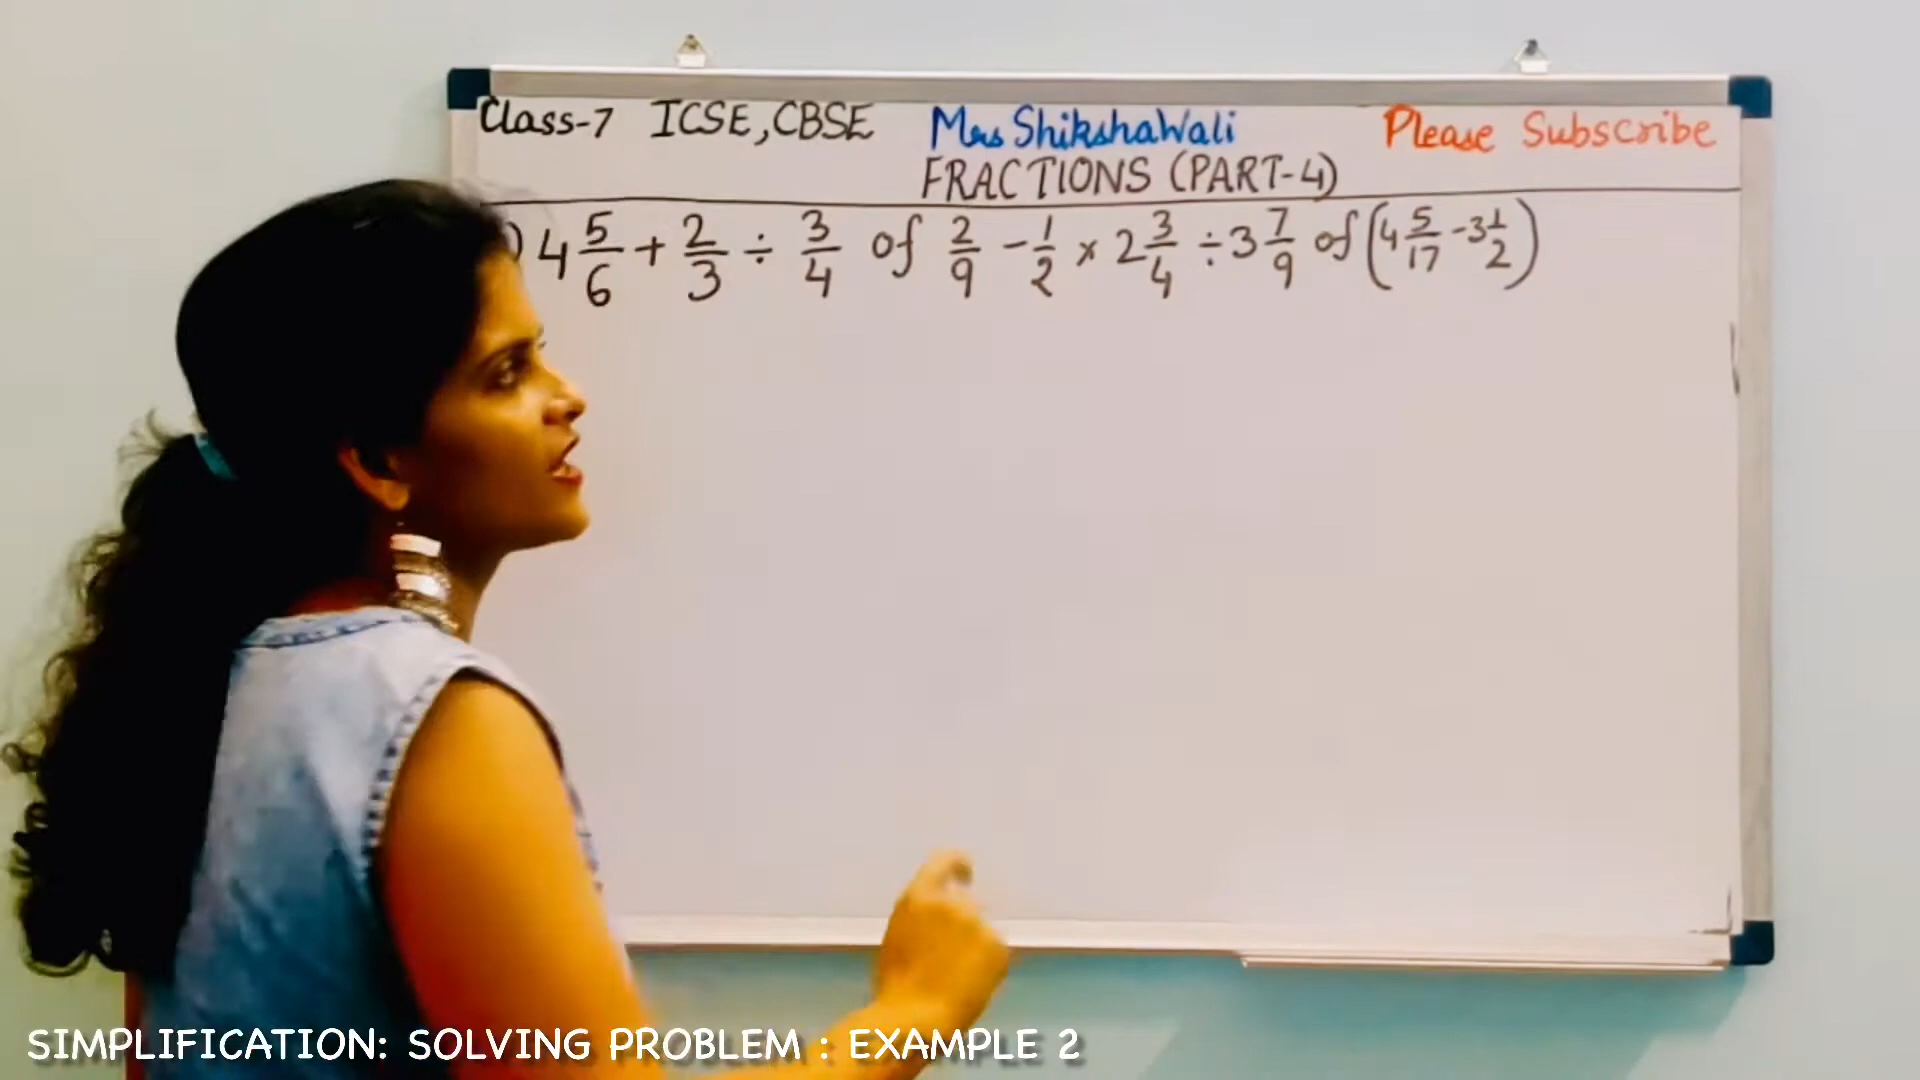 Class-7 ICSE, CBSE Mrs ShikshaWali Please Subscribe
FRACTIONS (PART-4)
) 4 5/6 + 2/3 ÷ 3/4 of 2/9 - 1/2 × 2 3/4 ÷ 3 7/9 of (4 5/17 - 3 1/2)
SIMPLIFICATION: SOLVING PROBLEM : EXAMPLE 2